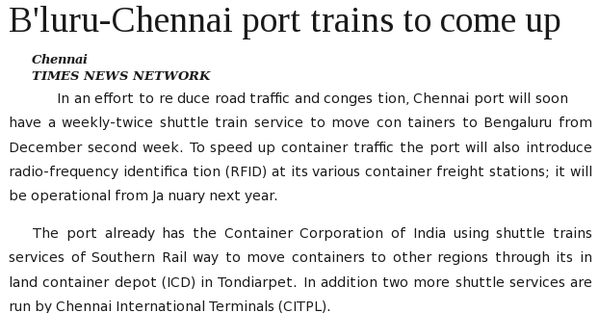 B'luru-Chennai port trains to come up
Chennai
TIMES NEWS NETWORK
In an effort to re duce road traffic and conges tion, Chennai port will soon
have a weekly-twice shuttle train service to move con tainers to Bengaluru from
December second week. To speed up container traffic the port will also introduce
radio-frequency identifica tion (RFID) at its various container freight stations; it will
be operational from Ja nuary next year.
The port already has the Container Corporation of India using shuttle trains
services of Southern Rail way to move containers to other regions through its in
land container depot (ICD) in Tondiarpet. In addition two more shuttle services are
run by Chennai International Terminals (CITPL).